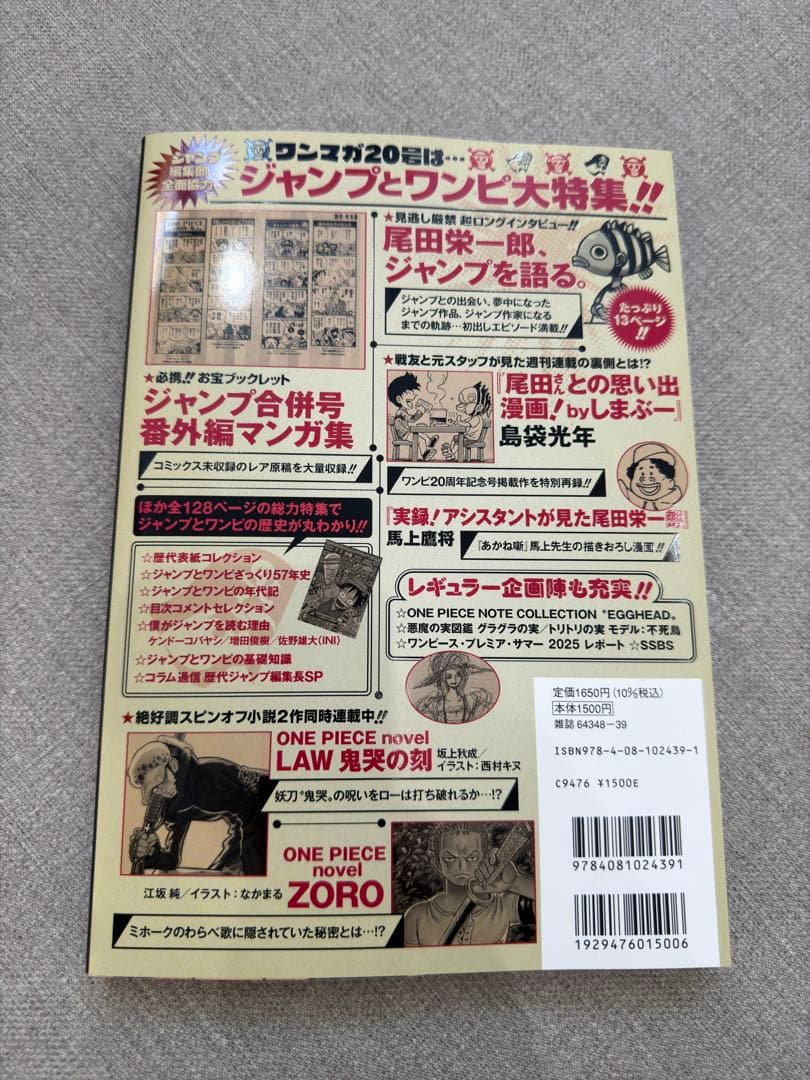 ジャンプ
編集部
全面協力
ワンマガ20号は…
ジャンプとワンピ大特集!!
ONE PIECE
★必携!! お宝ブックレット
ジャンプ合併号
番外編マンガ集
コミックス未収録のレア原稿を大量収録!!
★見逃し厳禁 超ロングインタビュー!!
尾田栄一郎、
ジャンプを語る。
ジャンプとの出会い、夢中になった
ジャンプ作品、ジャンプ作家になる
までの軌跡…初出しエピソード満載!!
たっぷり
13ページ
!!
★戦友と元スタッフが見た週刊連載の裏側とは!?
『尾田さんとの思い出
漫画!byしまぶー』
島袋光年
ワンピ20周年記念号掲載作を特別再録!!
『実録!アシスタントが見た尾田栄一郎』
馬上鷹将
『あかね噺』馬上先生の描きおろし漫画!!
ほか全128ページの総力特集で
ジャンプとワンピの歴史が丸わかり!!
☆歴代表紙コレクション
☆ジャンプとワンピざっくり57年史
☆ジャンプとワンピの年代記
☆目次コメントセレクション
☆僕がジャンプを読む理由
ケンドーコバヤシ/増田俊樹/佐野雄大(INI)
☆ジャンプとワンピの基礎知識
☆コラム通信 歴代ジャンプ編集長SP
レギュラー企画陣も充実!!
☆ONE PIECE NOTE COLLECTION "EGGHEAD"
☆悪魔の実図鑑 グラグラの実/トリトリの実 モデル:不死鳥
☆ワンピース・プレミア・サマー 2025 レポート ☆SSBS
★絶好調スピンオフ小説2作同時連載中!!
ONE PIECE novel
LAW 鬼哭の刻
坂上秋成/
イラスト:西村キヌ
妖刀"鬼哭"の呪いをローは打ち破れるか…!?
ONE PIECE
novel
ZORO
江坂 純/イラスト:なかまる
ミホークのわらべ歌に隠されていた秘密とは…!?
定価1650円(10%税込)
本体1500円
雑誌 64348-39
ISBN978-4-08-102439-1
C9476 ¥1500E
9784081024391
1929476015006